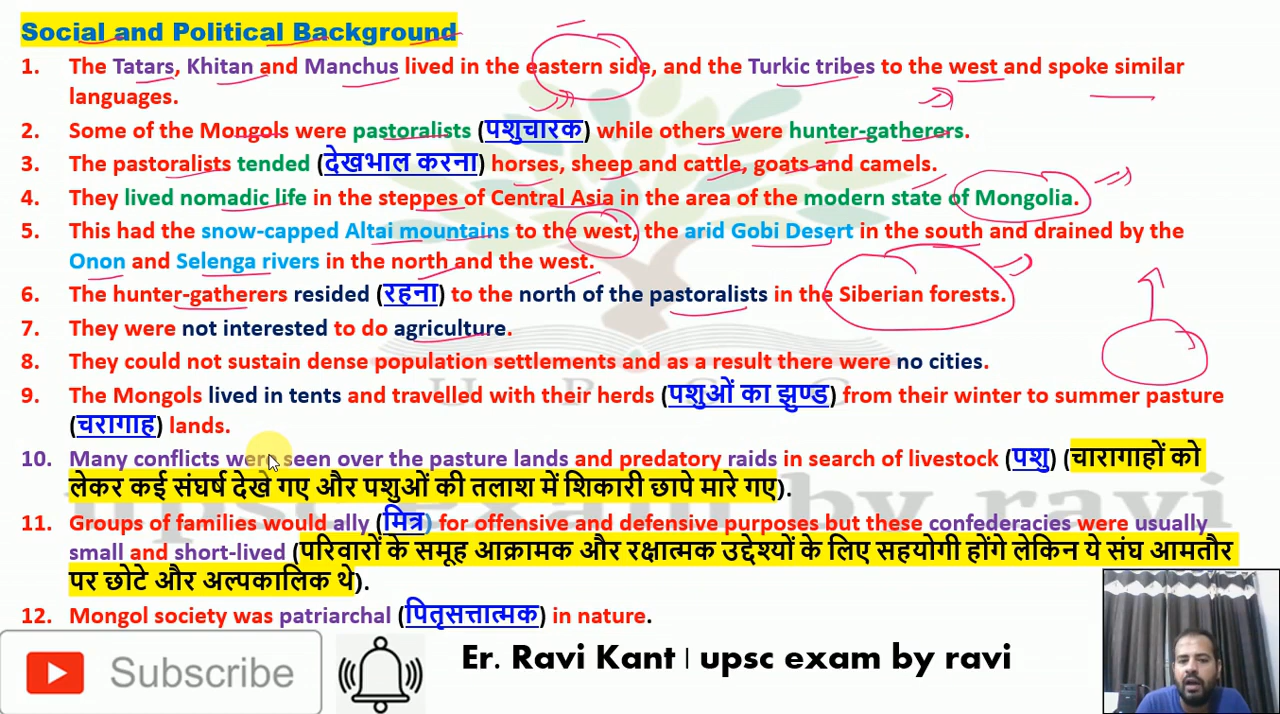 Social and Political Background
1. The Tatars, Khitan and Manchus lived in the eastern side, and the Turkic tribes to the west and spoke similar
languages.
2. Some of the Mongols were pastoralists (पशुचारक) while others were hunter-gatherers.
3. The pastoralists tended (देखभाल करना) horses, sheep and cattle, goats and camels.
4. They lived nomadic life in the steppes of Central Asia in the area of the modern state of Mongolia.
5. This had the snow-capped Altai mountains to the west, the arid Gobi Desert in the south and drained by the
Onon and Selenga rivers in the north and the west.
6. The hunter-gatherers resided (रहना) to the north of the pastoralists in the Siberian forests.
7. They were not interested to do agriculture.
8. They could not sustain dense population settlements and as a result there were no cities.
U P S C
9. The Mongols lived in tents and travelled with their herds (पशुओं का झुण्ड) from their winter to summer pasture
(चरागाह) lands.
10. Many conflicts were seen over the pasture lands and predatory raids in search of livestock (पशु) (चारागाहों को
लेकर कई संघर्ष देखे गए और पशुओं की तलाश में शिकारी छापे मारे गए).
upsc exam by ravi
11. Groups of families would ally (मित्र) for offensive and defensive purposes but these confederacies were usually
small and short-lived (परिवारों के समूह आक्रामक और रक्षात्मक उद्देश्यों के लिए सहयोगी होंगे लेकिन ये संघ आमतौर
पर छोटे और अल्पकालिक थे).
12. Mongol society was patriarchal (पितृसत्तात्मक) in nature.
Subscribe
Er. Ravi Kant | upsc exam by ravi